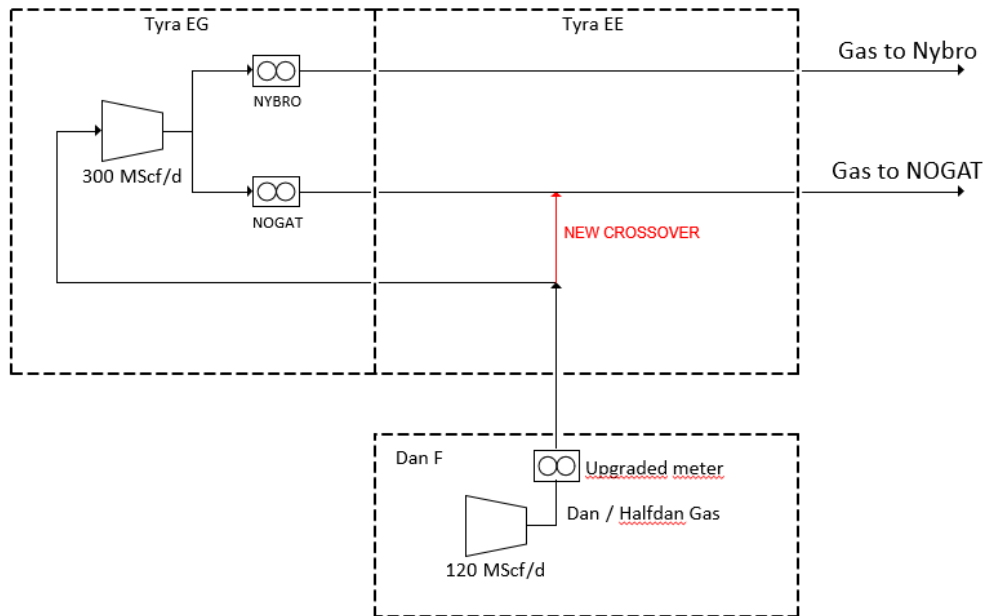 Tyra EG
Tyra EE
Gas to Nybro
NYBRO
300 MScf/d
Gas to NOGAT
NOGAT
NEW CROSSOVER
Dan F
Upgraded meter
Dan / Halfdan Gas
120 MScf/d